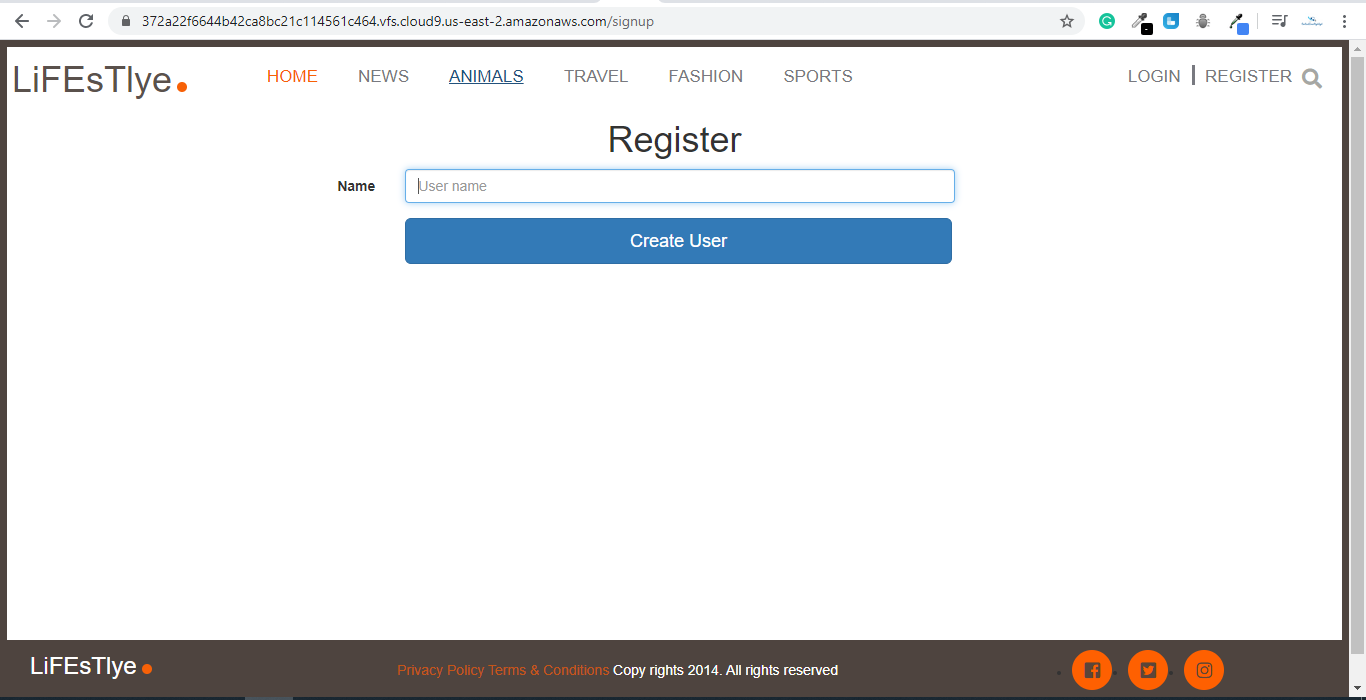 372a22f6644b42ca8bc21c114561c464.vfs.cloud9.us-east-2.amazonaws.com/signup
LiFEsTlye HOME NEWS ANIMALS TRAVEL FASHION SPORTS LOGIN | REGISTER
Register
Name User name
Create User
LiFEsTlye Privacy Policy Terms & Conditions Copy rights 2014. All rights reserved